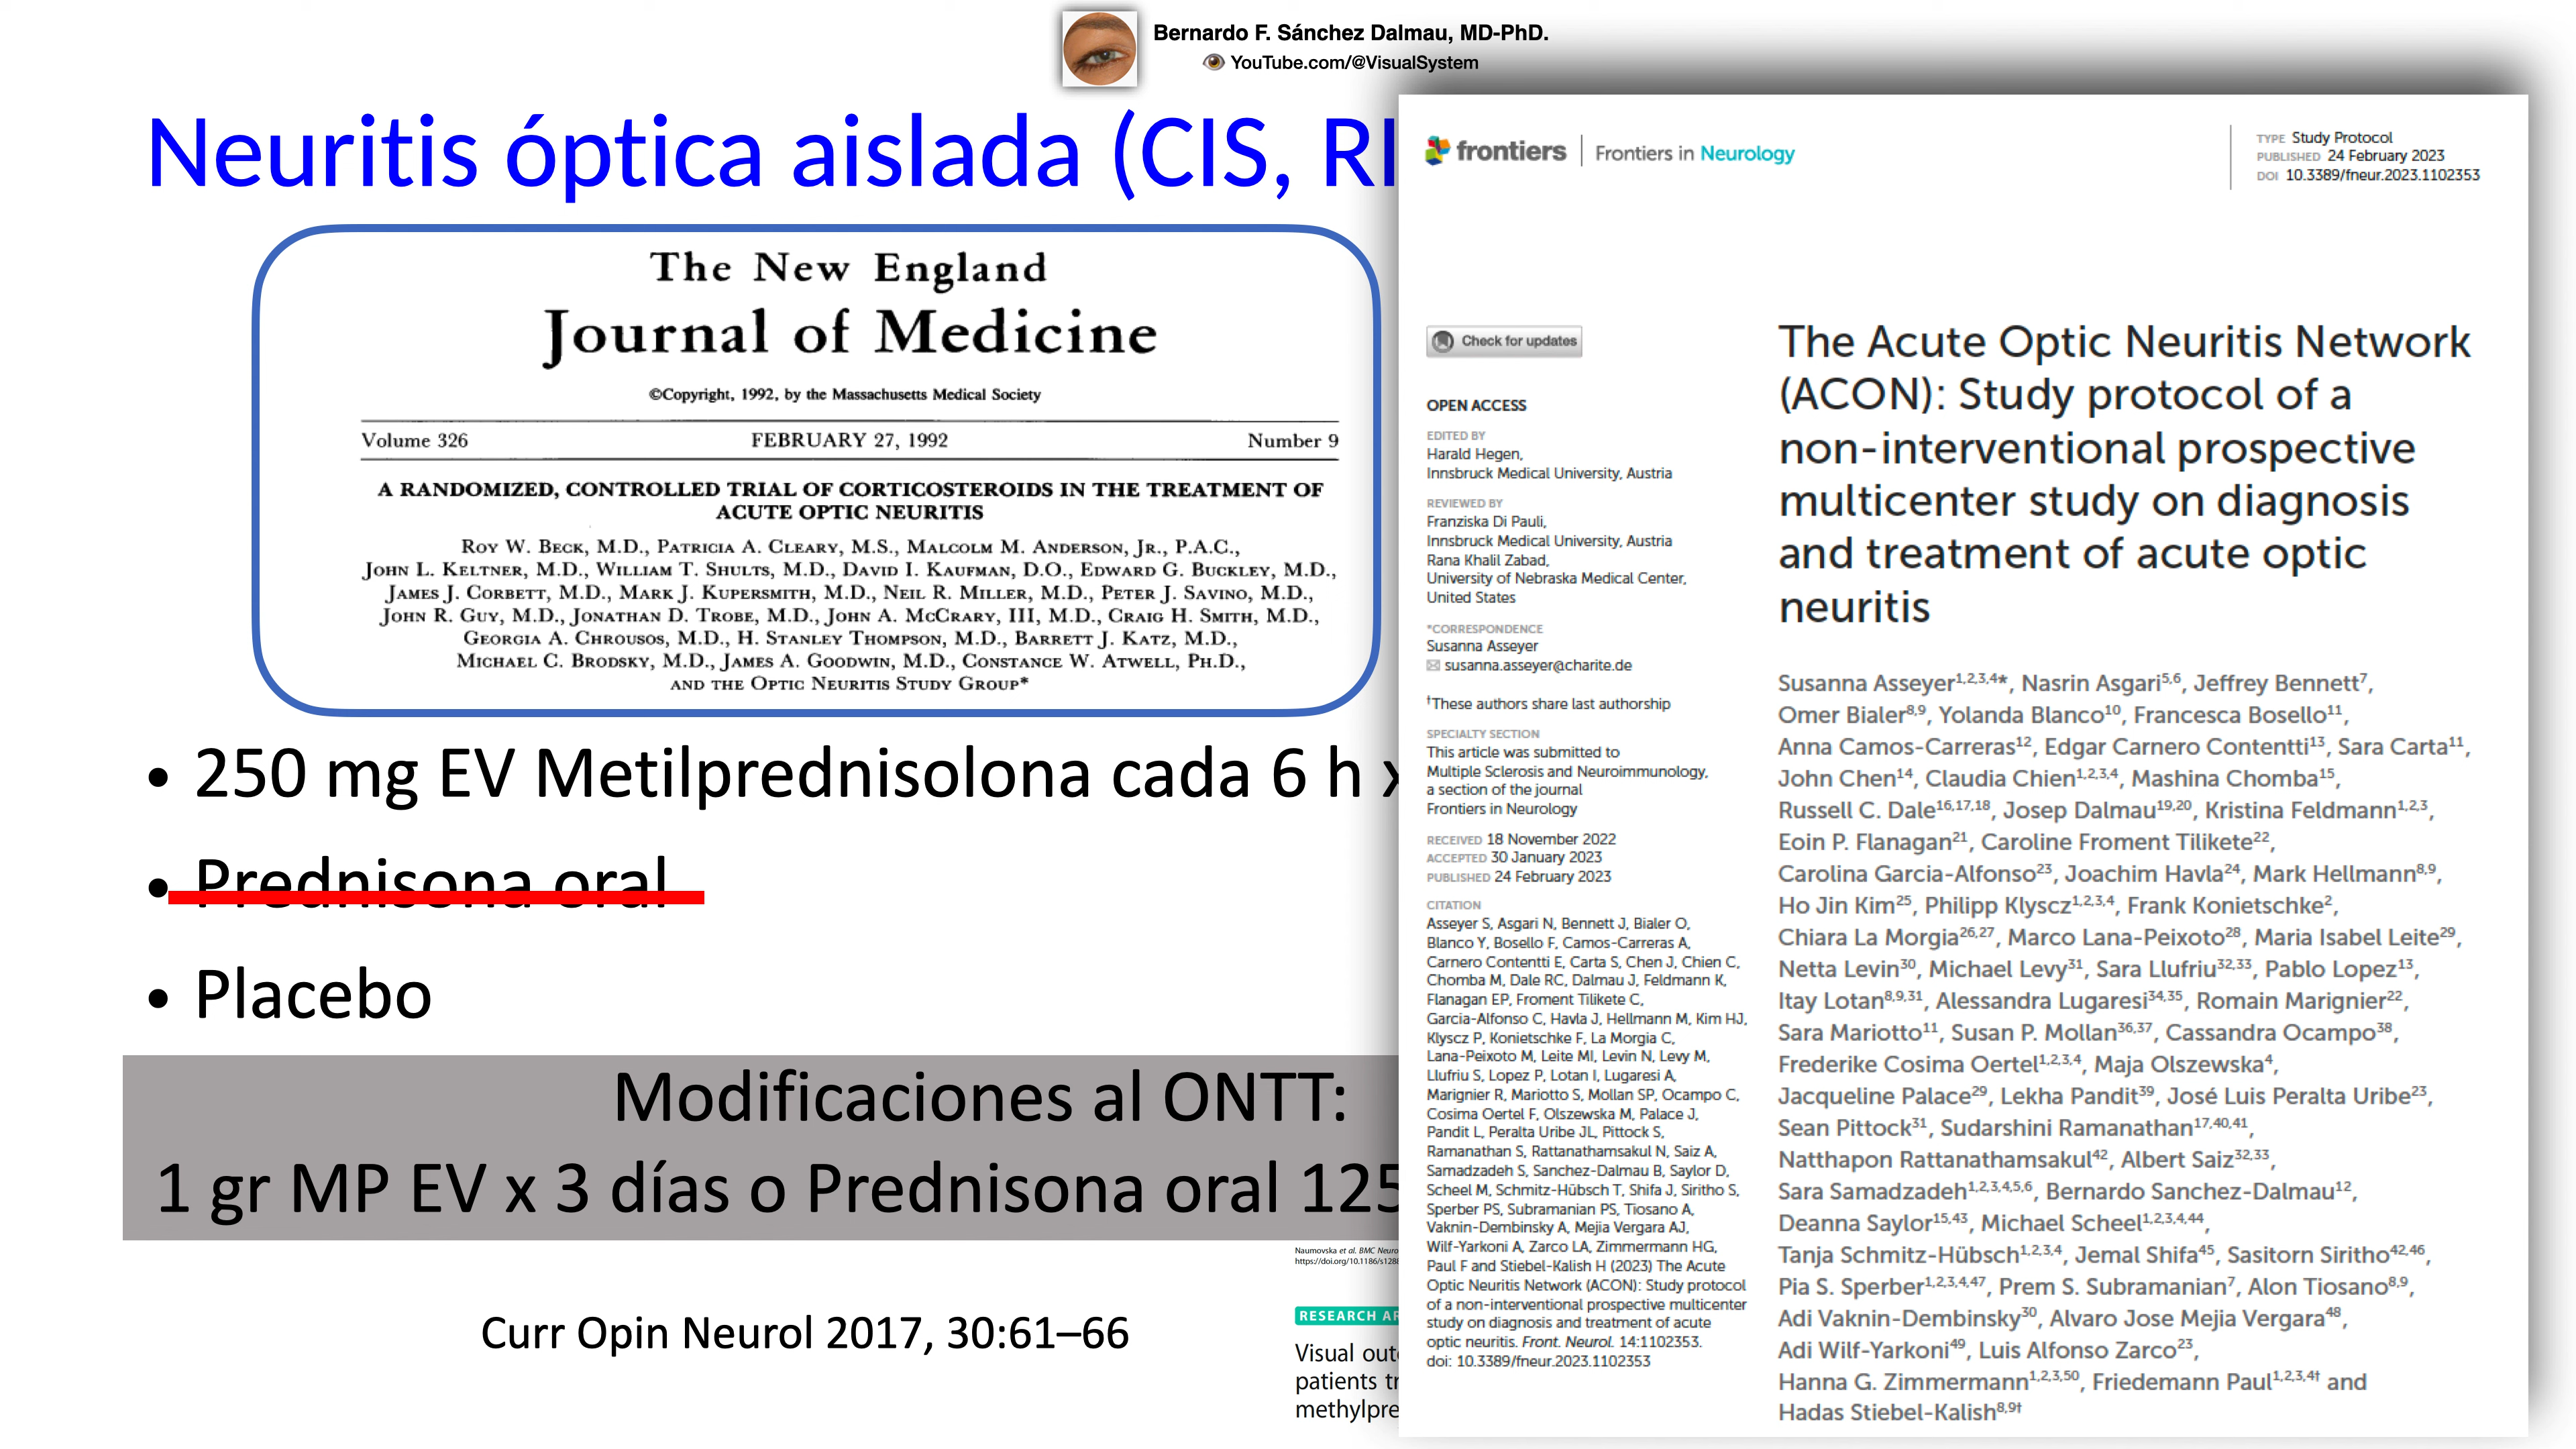 Bernardo F. Sánchez Dalmau, MD-PhD.
YouTube.com/@VisualSystem
Neuritis óptica aislada (CIS, RI
The New England
Journal of Medicine
©Copyright, 1992, by the Massachusetts Medical Society
Volume 326 FEBRUARY 27, 1992 Number 9
A RANDOMIZED, CONTROLLED TRIAL OF CORTICOSTEROIDS IN THE TREATMENT OF
ACUTE OPTIC NEURITIS
ROY W. BECK, M.D., PATRICIA A. CLEARY, M.S., MALCOLM M. ANDERSON, JR., P.A.C.,
JOHN L. KELTNER, M.D., WILLIAM T. SHULTS, M.D., DAVID I. KAUFMAN, D.O., EDWARD G. BUCKLEY, M.D.,
JAMES J. CORBETT, M.D., MARK J. KUPERSMITH, M.D., NEIL R. MILLER, M.D., PETER J. SAVINO, M.D.,
JOHN R. GUY, M.D., JONATHAN D. TROBE, M.D., JOHN A. MCCRARY, III, M.D., CRAIG H. SMITH, M.D.,
GEORGIA A. CHROUSOS, M.D., H. STANLEY THOMPSON, M.D., BARRETT J. KATZ, M.D.,
MICHAEL C. BRODSKY, M.D., JAMES A. GOODWIN, M.D., CONSTANCE W. ATWELL, PH.D.,
AND THE OPTIC NEURITIS STUDY GROUP*
• 250 mg EV Metilprednisolona cada 6 h x
• Prednisona oral
• Placebo
Modificaciones al ONTT:
1 gr MP EV x 3 días o Prednisona oral 125
Curr Opin Neurol 2017, 30:61–66
Naumovska et al. BMC Neuro
https://doi.org/10.1186/s128
RESEARCH AR
Visual out
patients tr
methylpre
frontiers | Frontiers in Neurology
TYPE Study Protocol
PUBLISHED 24 February 2023
DOI 10.3389/fneur.2023.1102353
Check for updates
OPEN ACCESS
EDITED BY
Harald Hegen,
Innsbruck Medical University, Austria
REVIEWED BY
Franziska Di Pauli,
Innsbruck Medical University, Austria
Rana Khalil Zabad,
University of Nebraska Medical Center,
United States
*CORRESPONDENCE
Susanna Asseyer
susanna.asseyer@charite.de
†These authors share last authorship
SPECIALTY SECTION
This article was submitted to
Multiple Sclerosis and Neuroimmunology,
a section of the journal
Frontiers in Neurology
RECEIVED 18 November 2022
ACCEPTED 30 January 2023
PUBLISHED 24 February 2023
CITATION
Asseyer S, Asgari N, Bennett J, Bialer O,
Blanco Y, Bosello F, Camos-Carreras A,
Carnero Contentti E, Carta S, Chen J, Chien C,
Chomba M, Dale RC, Dalmau J, Feldmann K,
Flanagan EP, Froment Tilikete C,
Garcia-Alfonso C, Havla J, Hellmann M, Kim HJ,
Klyscz P, Konietschke F, La Morgia C,
Lana-Peixoto M, Leite MI, Levin N, Levy M,
Llufriu S, Lopez P, Lotan I, Lugaresi A,
Marignier R, Mariotto S, Mollan SP, Ocampo C,
Cosima Oertel F, Olszewska M, Palace J,
Pandit L, Peralta Uribe JL, Pittock S,
Ramanathan S, Rattanathamsakul N, Saiz A,
Samadzadeh S, Sanchez-Dalmau B, Saylor D,
Scheel M, Schmitz-Hübsch T, Shifa J, Siritho S,
Sperber PS, Subramanian PS, Tiosano A,
Vaknin-Dembinsky A, Mejia Vergara AJ,
Wilf-Yarkoni A, Zarco LA, Zimmermann HG,
Paul F and Stiebel-Kalish H (2023) The Acute
Optic Neuritis Network (ACON): Study protocol
of a non-interventional prospective multicenter
study on diagnosis and treatment of acute
optic neuritis. Front. Neurol. 14:1102353.
doi: 10.3389/fneur.2023.1102353
The Acute Optic Neuritis Network
(ACON): Study protocol of a
non-interventional prospective
multicenter study on diagnosis
and treatment of acute optic
neuritis
Susanna Asseyer1,2,3,4*, Nasrin Asgari5,6, Jeffrey Bennett7,
Omer Bialer8,9, Yolanda Blanco10, Francesca Bosello11,
Anna Camos-Carreras12, Edgar Carnero Contentti13, Sara Carta11,
John Chen14, Claudia Chien1,2,3,4, Mashina Chomba15,
Russell C. Dale16,17,18, Josep Dalmau19,20, Kristina Feldmann1,2,3,
Eoin P. Flanagan21, Caroline Froment Tilikete22,
Carolina Garcia-Alfonso23, Joachim Havla24, Mark Hellmann8,9,
Ho Jin Kim25, Philipp Klyscz1,2,3,4, Frank Konietschke2,
Chiara La Morgia26,27, Marco Lana-Peixoto28, Maria Isabel Leite29,
Netta Levin30, Michael Levy31, Sara Llufriu32,33, Pablo Lopez13,
Itay Lotan8,9,31, Alessandra Lugaresi34,35, Romain Marignier22,
Sara Mariotto11, Susan P. Mollan36,37, Cassandra Ocampo38,
Frederike Cosima Oertel1,2,3,4, Maja Olszewska4,
Jacqueline Palace29, Lekha Pandit39, José Luis Peralta Uribe23,
Sean Pittock31, Sudarshini Ramanathan17,40,41,
Natthapon Rattanathamsakul42, Albert Saiz32,33,
Sara Samadzadeh1,2,3,4,5,6, Bernardo Sanchez-Dalmau12,
Deanna Saylor15,43, Michael Scheel1,2,3,4,44,
Tanja Schmitz-Hübsch1,2,3,4, Jemal Shifa45, Sasitorn Siritho42,46,
Pia S. Sperber1,2,3,4,47, Prem S. Subramanian7, Alon Tiosano8,9,
Adi Vaknin-Dembinsky30, Alvaro Jose Mejia Vergara48,
Adi Wilf-Yarkoni49, Luis Alfonso Zarco23,
Hanna G. Zimmermann1,2,3,50, Friedemann Paul1,2,3,4† and
Hadas Stiebel-Kalish8,9†